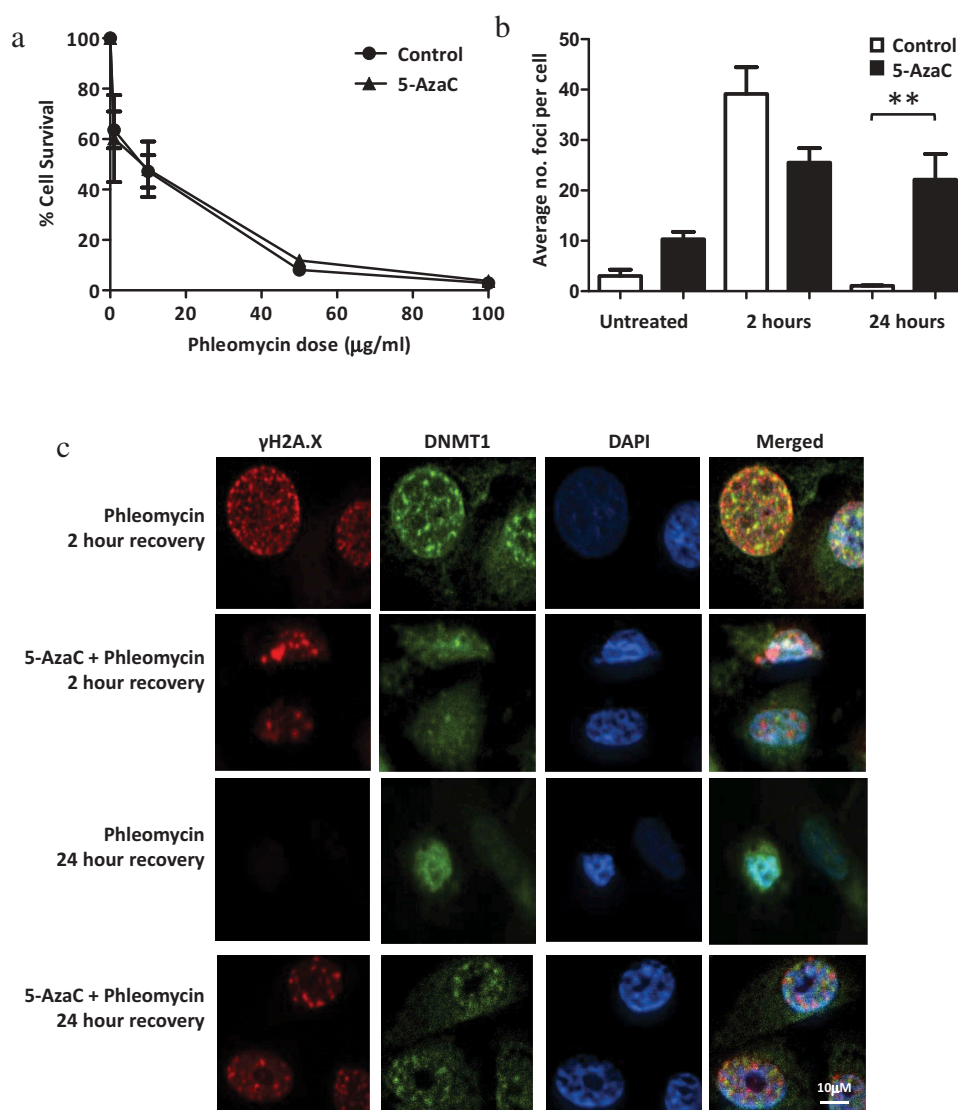 a
100
80
60
40
20
0
% Cell Survival
Control
5-AzaC
0 20 40 60 80 100
Phleomycin dose (μg/ml)
b
50
40
30
20
10
0
Average no. foci per cell
Control
5-AzaC
**
Untreated 2 hours 24 hours
c
γH2A.X DNMT1 DAPI Merged
Phleomycin
2 hour recovery
5-AzaC + Phleomycin
2 hour recovery
Phleomycin
24 hour recovery
5-AzaC + Phleomycin
24 hour recovery
10μM